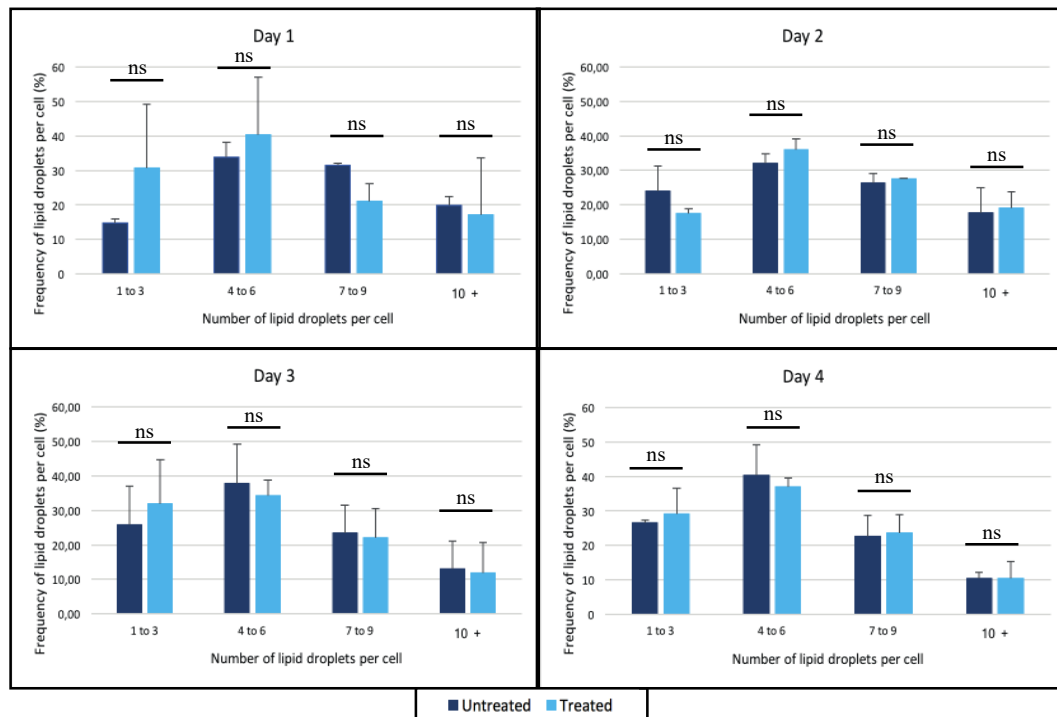 Day 1
Frequency of lipid droplets per cell (%)
60
50
40
30
20
10
0
ns
ns
ns
ns
1 to 3
4 to 6
7 to 9
10 +
Number of lipid droplets per cell
Day 2
Frequency of lipid droplets per cell (%)
60,00
50,00
40,00
30,00
20,00
10,00
0,00
ns
ns
ns
ns
1 to 3
4 to 6
7 to 9
10 +
Number of lipid droplets per cell
Day 3
Frequency of lipid droplets per cell (%)
60,00
50,00
40,00
30,00
20,00
10,00
0,00
ns
ns
ns
ns
1 to 3
4 to 6
7 to 9
10 +
Number of lipid droplets per cell
Day 4
Frequency of lipid droplets per cell (%)
60
50
40
30
20
10
0
ns
ns
ns
ns
1 to 3
4 to 6
7 to 9
10 +
Number of lipid droplets per cell
Untreated Treated